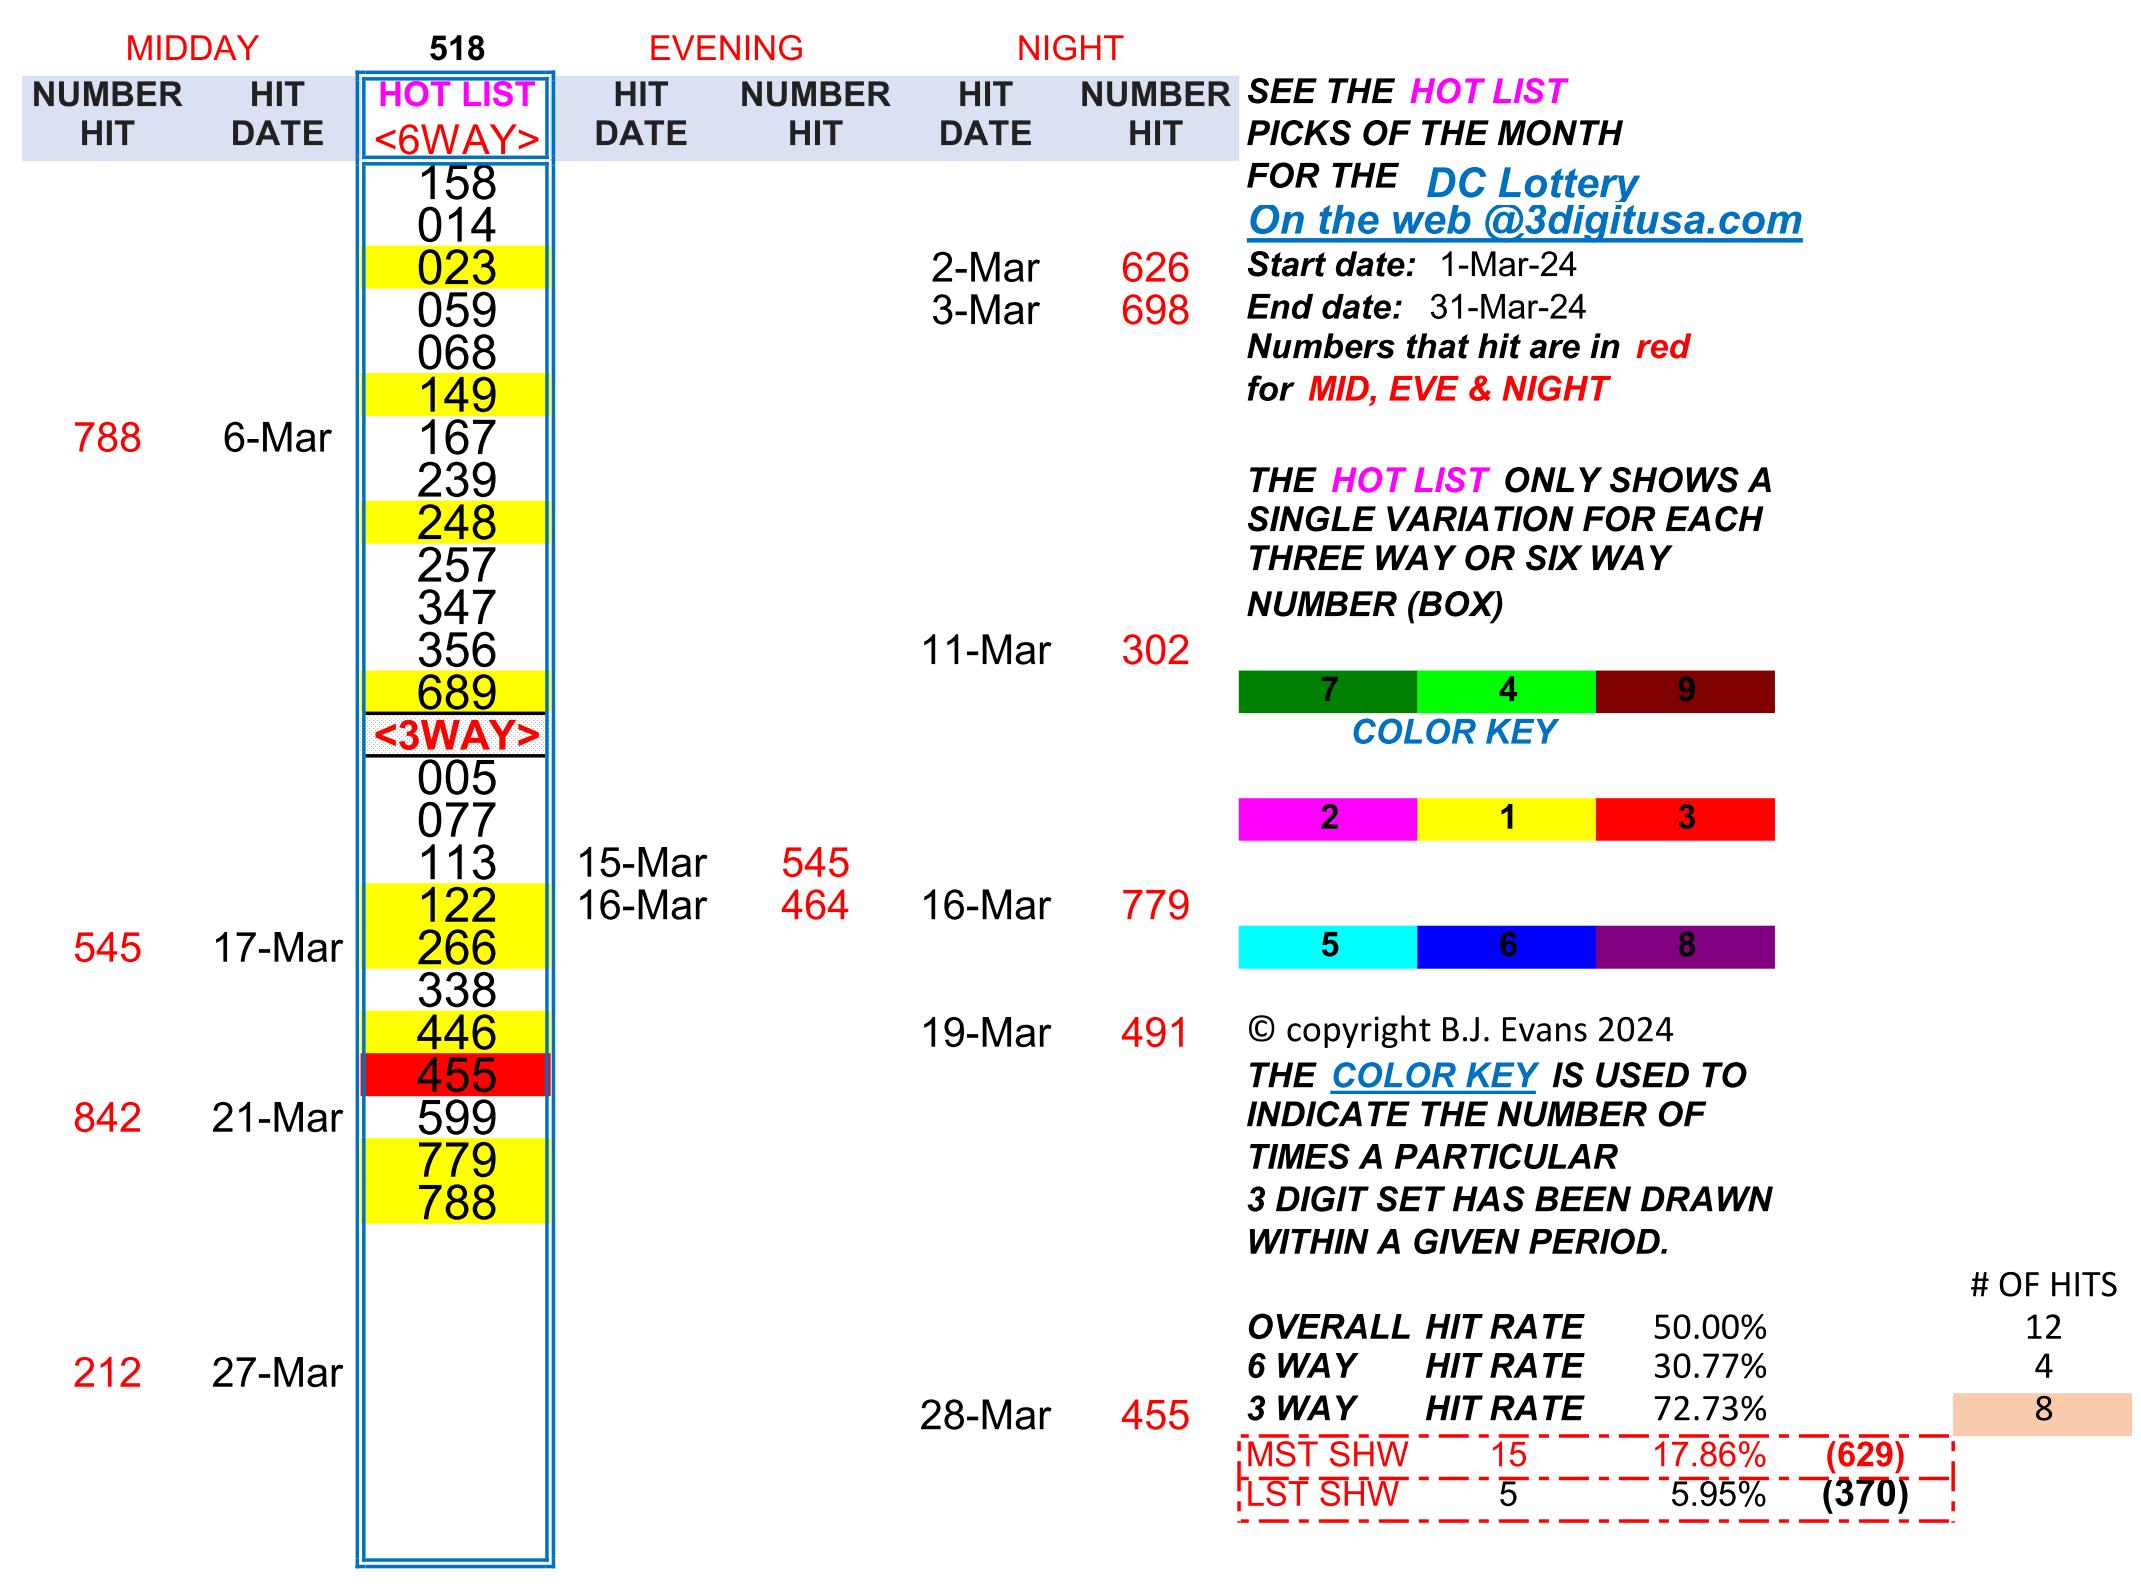 MIDDAY 518 EVENING NIGHT
NUMBER HIT HOT LIST HIT NUMBER HIT NUMBER SEE THE HOT LIST
HIT DATE <6WAY> DATE HIT DATE HIT PICKS OF THE MONTH
158 FOR THE DC Lottery
014 On the web @3digitusa.com
023 2-Mar 626 Start date: 1-Mar-24
059 3-Mar 698 End date: 31-Mar-24
068 Numbers that hit are in red
149 for MID, EVE & NIGHT
788 6-Mar 167
239 THE HOT LIST ONLY SHOWS A
248 SINGLE VARIATION FOR EACH
257 THREE WAY OR SIX WAY
347 NUMBER (BOX)
356 11-Mar 302
689 7 4 9
<3WAY> COLOR KEY
005
077 2 1 3
113 15-Mar 545
122 16-Mar 464 16-Mar 779
545 17-Mar 266 5 6 8
338
446 19-Mar 491 © copyright B.J. Evans 2024
455 THE COLOR KEY IS USED TO
842 21-Mar 599 INDICATE THE NUMBER OF
779 TIMES A PARTICULAR
788 3 DIGIT SET HAS BEEN DRAWN
WITHIN A GIVEN PERIOD.
# OF HITS
OVERALL HIT RATE 50.00% 12
212 27-Mar 6 WAY HIT RATE 30.77% 4
28-Mar 455 3 WAY HIT RATE 72.73% 8
MST SHW 15 17.86% (629)
LST SHW 5 5.95% (370)